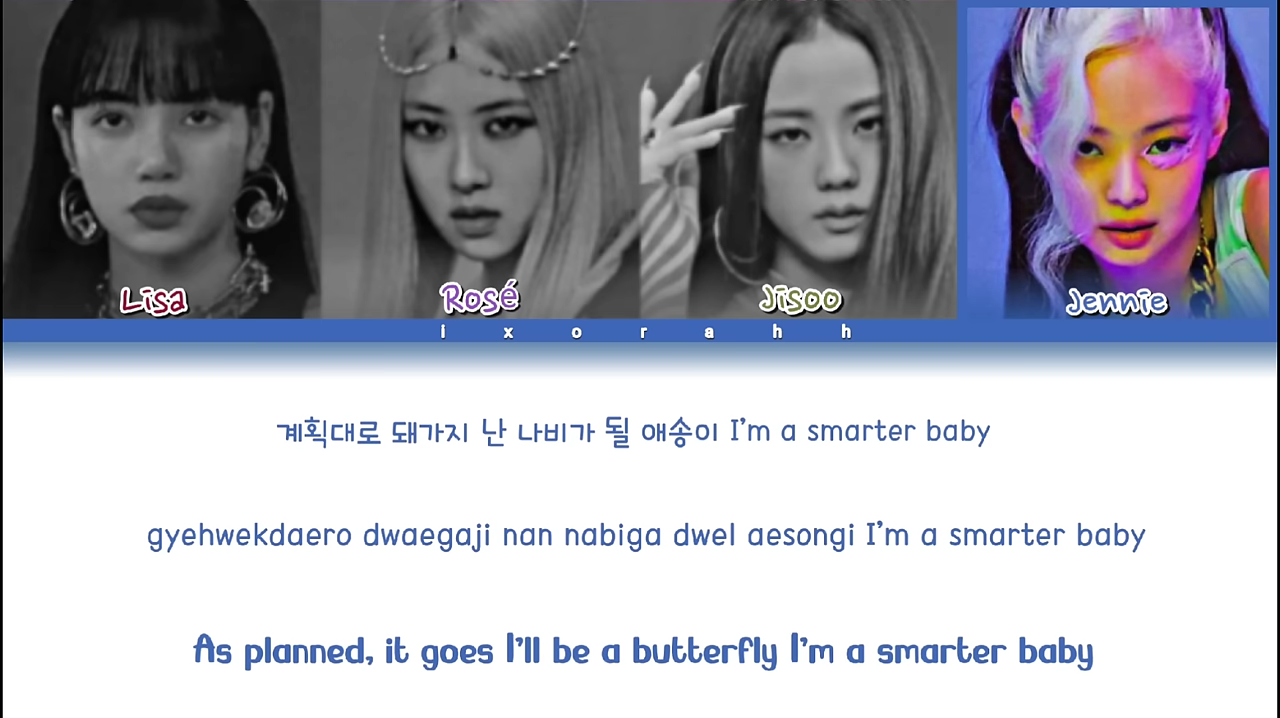 Lisa Rosé Jisoo Jennie
ixorahh
계획대로 돼가지 난 나비가 될 애송이 I'm a smarter baby
gyehwekdaero dwaegaji nan nabiga dwel aesongi I'm a smarter baby
As planned, it goes I'll be a butterfly I'm a smarter baby